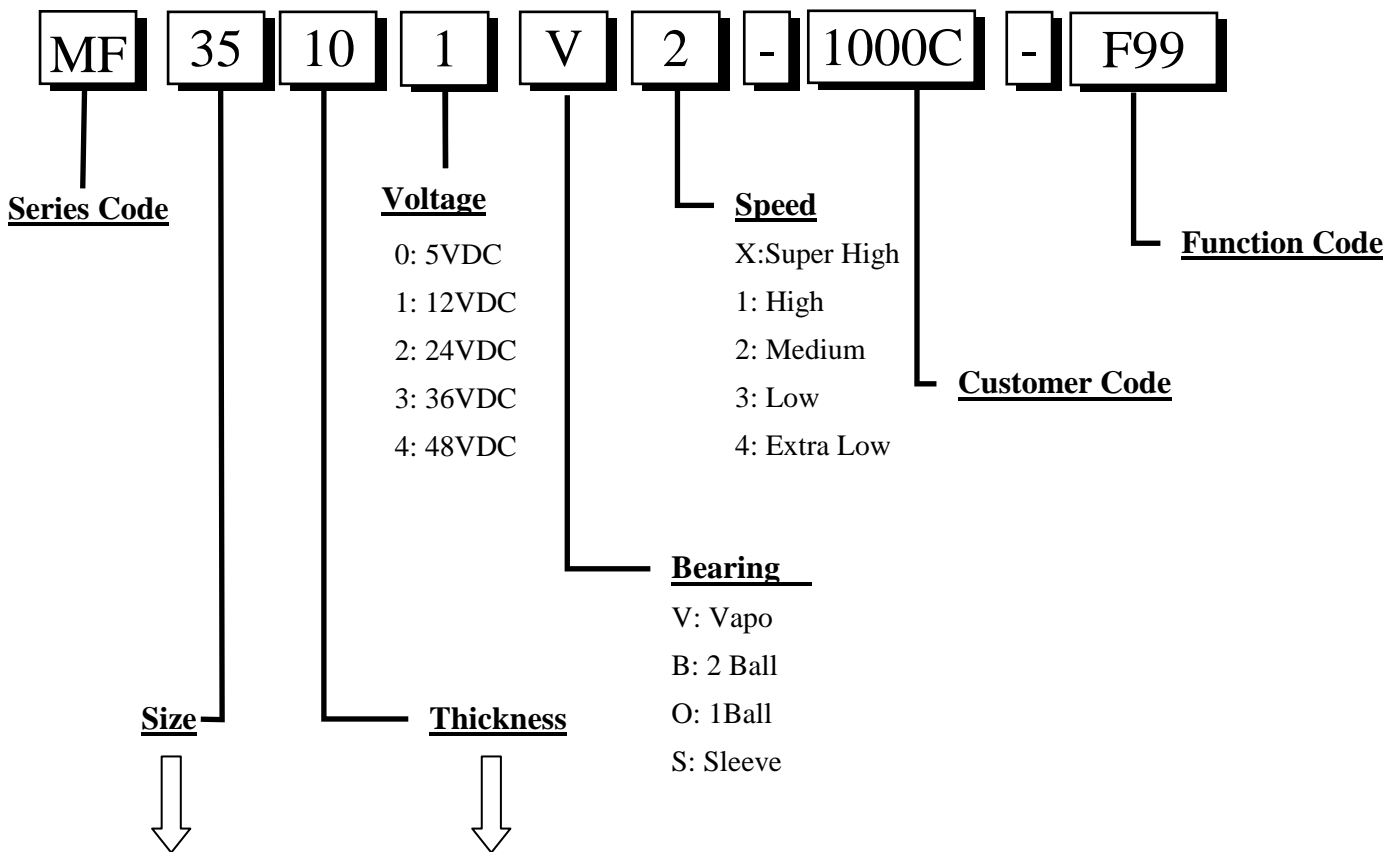 MF 35 10 1 V 2 - 1000C - F99
Series Code
Voltage
0: 5VDC
1: 12VDC
2: 24VDC
3: 36VDC
4: 48VDC
Speed
X:Super High
1: High
2: Medium
3: Low
4: Extra Low
Function Code
Customer Code
Bearing
V: Vapo
B: 2 Ball
O: 1Ball
S: Sleeve
Size
Thickness